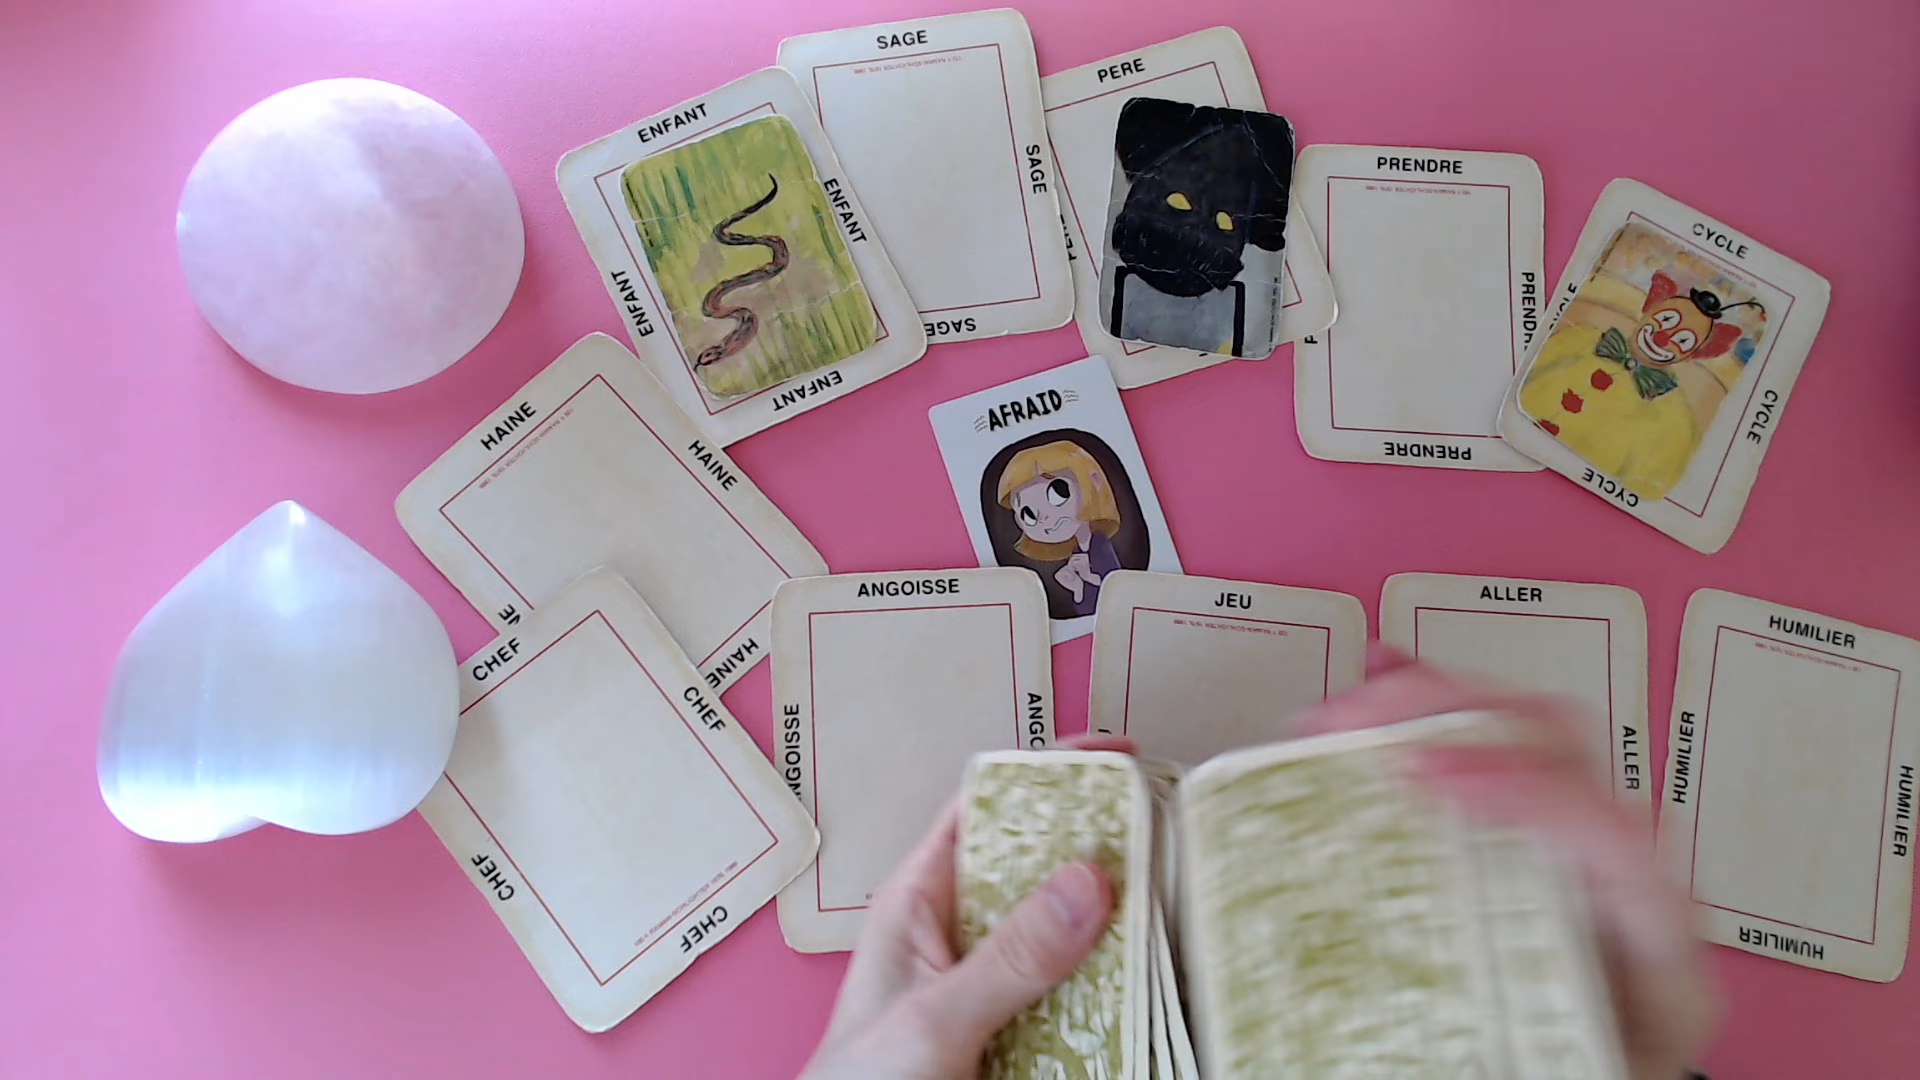 SAGE
SAGE
SAGE
PERE
ENFANT
ENFANT
ENFANT
ENFANT
PRENDRE
PRENDRE
CYCLE
CYCLE
CYCLE
AFRAID
HAINE
HAINE
HAINE
CHEF
CHEF
CHEF
CHEF
ANGOISSE
JEU
ALLER
ALLER
HUMILIER
HUMILIER
HUMILIER
HUMILIER